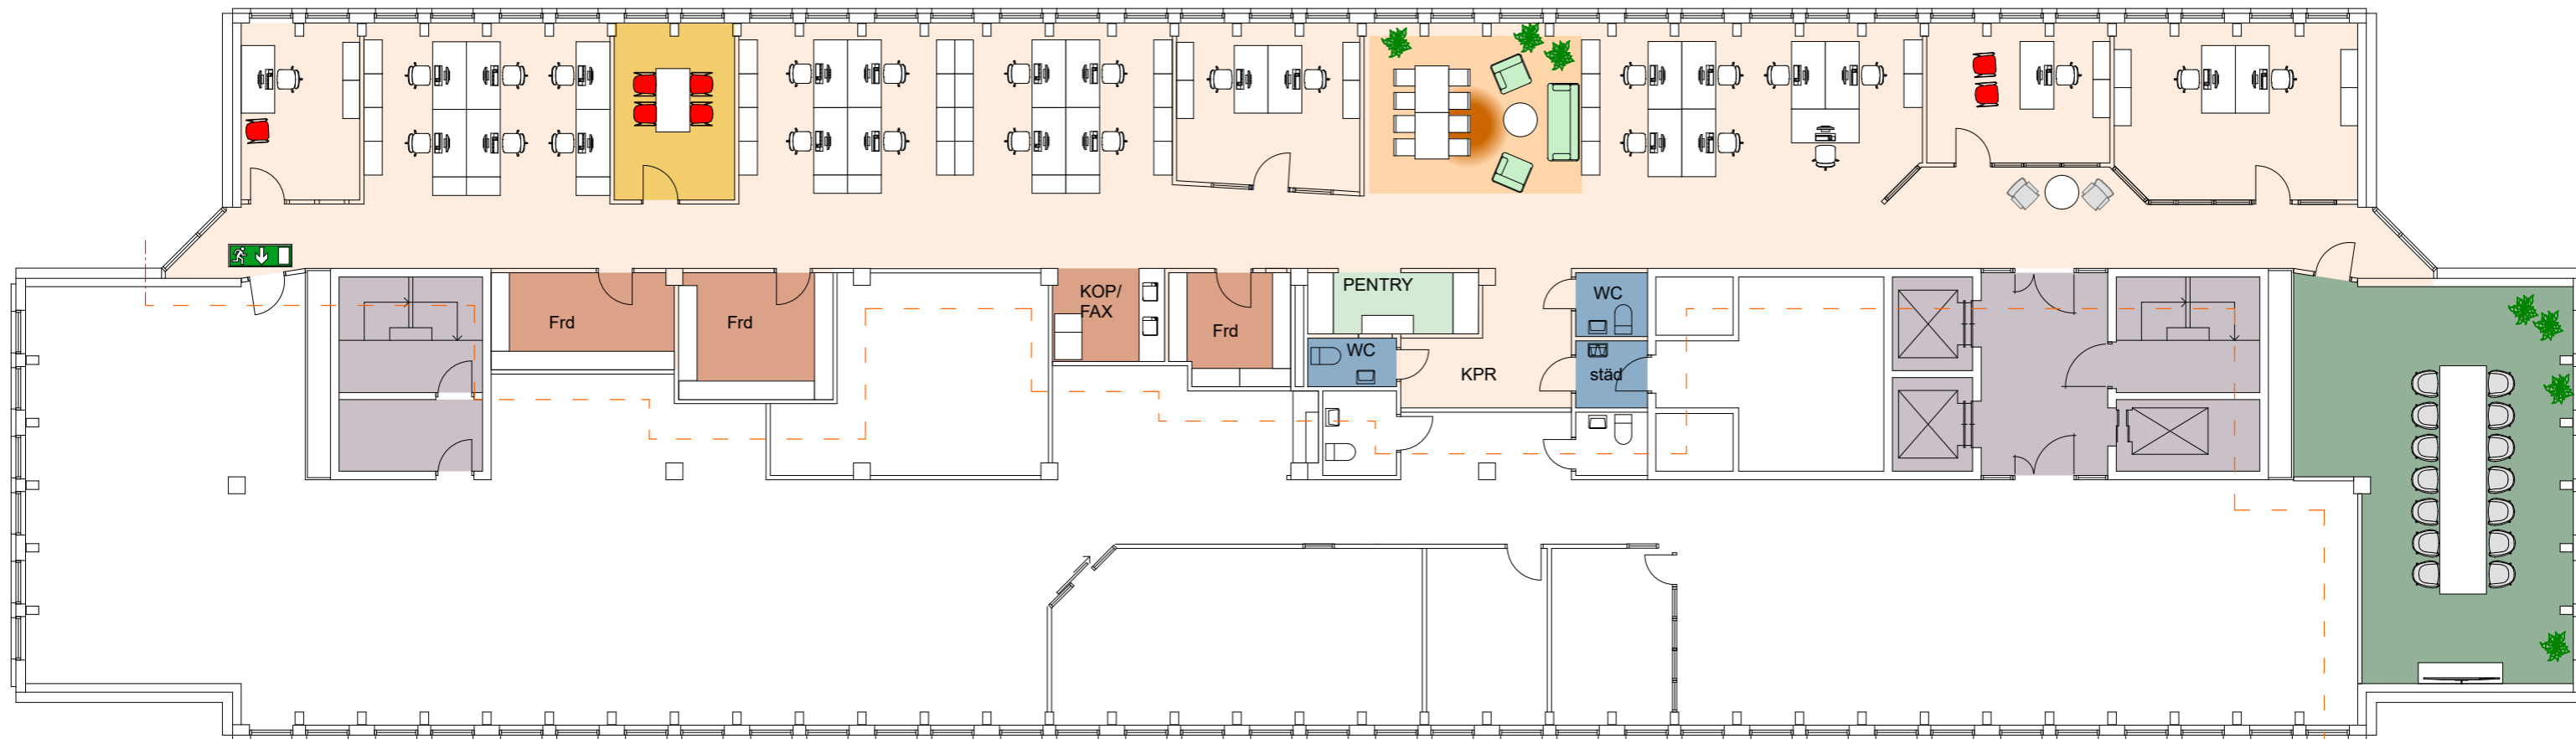 Frd
Frd
KOP/
FAX
Frd
PENTRY
WC
KPR
WC
städ